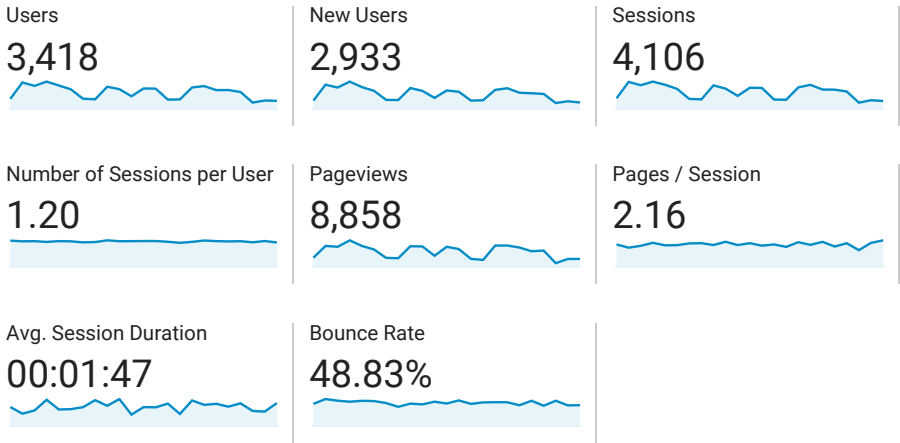 Users
3,418
New Users
2,933
Sessions
4,106
Number of Sessions per User
1.20
Pageviews
8,858
Pages / Session
2.16
Avg. Session Duration
00:01:47
Bounce Rate
48.83%